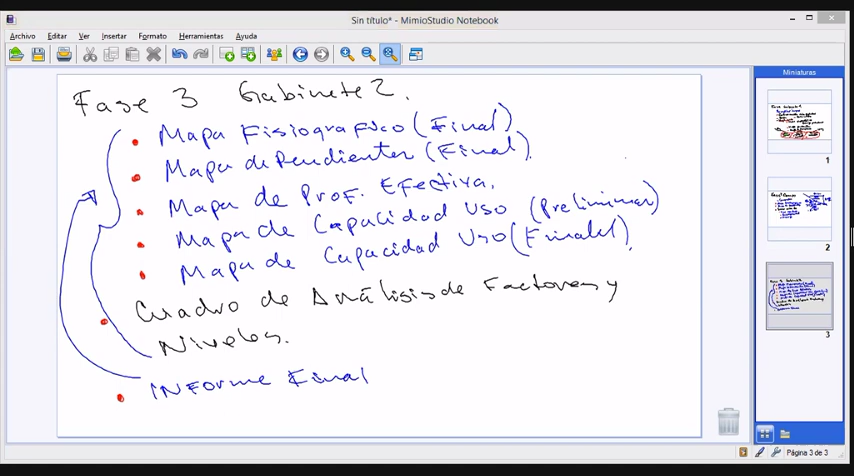 Sin título* - MimioStudio Notebook
Archivo Editar Ver Insertar Formato Herramientas Ayuda
Miniaturas
Fase 3 Gabinete 2.
Mapa Fisiografico (Final)
Mapa de Pendientes (Final).
Mapa de Prof. Efectiva.
Mapa de Capacidad Uso (Preliminar)
Mapa de Capacidad Uso (Final).
Cuadro de Análisis de Factores y
Niveles.
Informe Final
1
2
3
Página 3 de 3